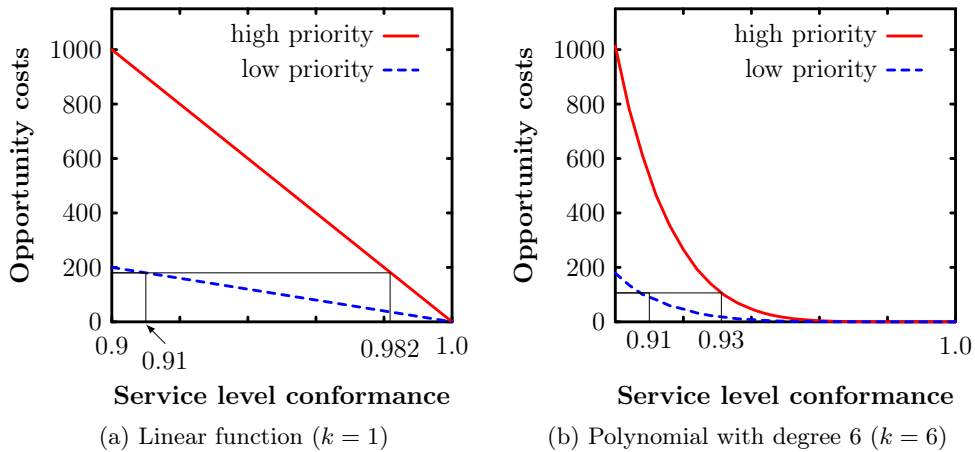 Opportunity costs
1000
800
600
400
200
0
high priority
low priority
0.9
0.91
0.982
1.0
Service level conformance
(a) Linear function (k = 1)
Opportunity costs
1000
800
600
400
200
0
high priority
low priority
0.91
0.93
1.0
Service level conformance
(b) Polynomial with degree 6 (k = 6)